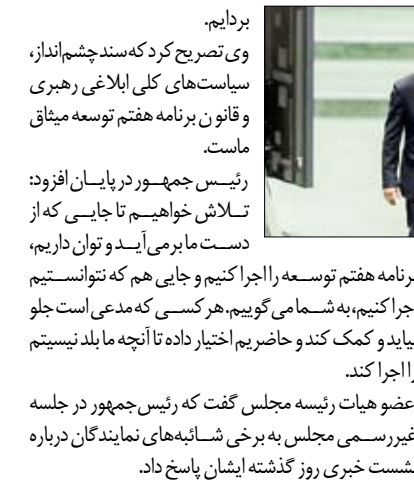 بردایم.
وی تصریح کرد که سند چشم‌انداز،
سیاست‌های کلی ابلاغی رهبری
و قانون برنامه هفتم توسعه میثاق
ماست.
رئیس جمهور در پایان افزود:
تلاش خواهیم تا جایی که از
دست ما برمی‌آید و توان داریم،
برنامه هفتم توسعه را اجرا کنیم و جایی هم که نتوانستیم
اجرا کنیم، به شما می‌گوییم. هر کسی که مدعی است جلو
بیاید و کمک کند و حاضریم اختیار داده تا آنچه ما بلد نیستیم
را اجرا کند.
عضو هیات رئیسه مجلس گفت که رئیس‌جمهور در جلسه
غیررسمی مجلس به برخی شائبه‌های نمایندگان درباره
نشست خبری روز گذشته ایشان پاسخ داد.